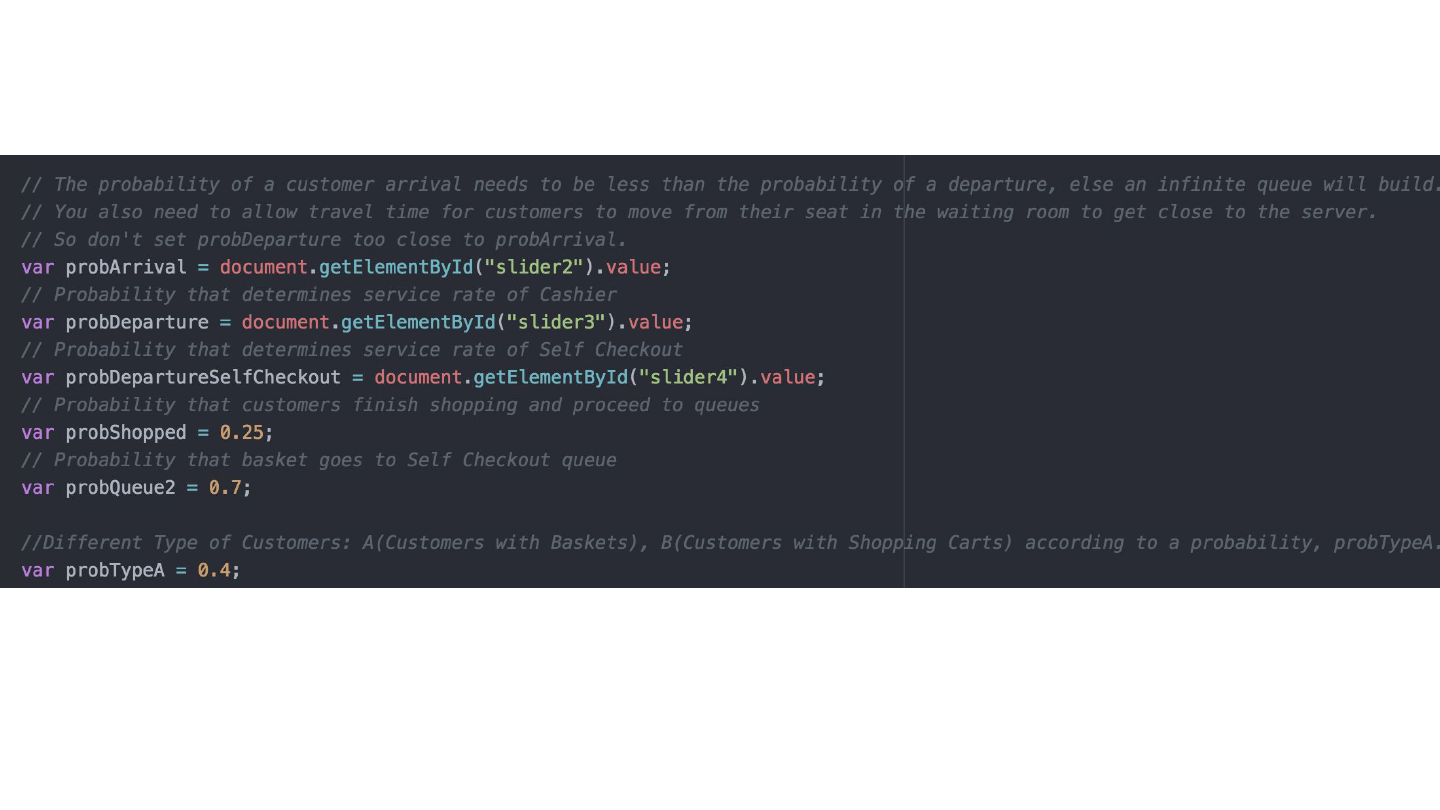 // The probability of a customer arrival needs to be less than the probability of a departure, else an infinite queue will build.
// You also need to allow travel time for customers to move from their seat in the waiting room to get close to the server.
// So don't set probDeparture too close to probArrival.
var probArrival = document.getElementById("slider2").value;
// Probability that determines service rate of Cashier
var probDeparture = document.getElementById("slider3").value;
// Probability that determines service rate of Self Checkout
var probDepartureSelfCheckout = document.getElementById("slider4").value;
// Probability that customers finish shopping and proceed to queues
var probShopped = 0.25;
// Probability that basket goes to Self Checkout queue
var probQueue2 = 0.7;
//Different Type of Customers: A(Customers with Baskets), B(Customers with Shopping Carts) according to a probability, probTypeA.
var probTypeA = 0.4;